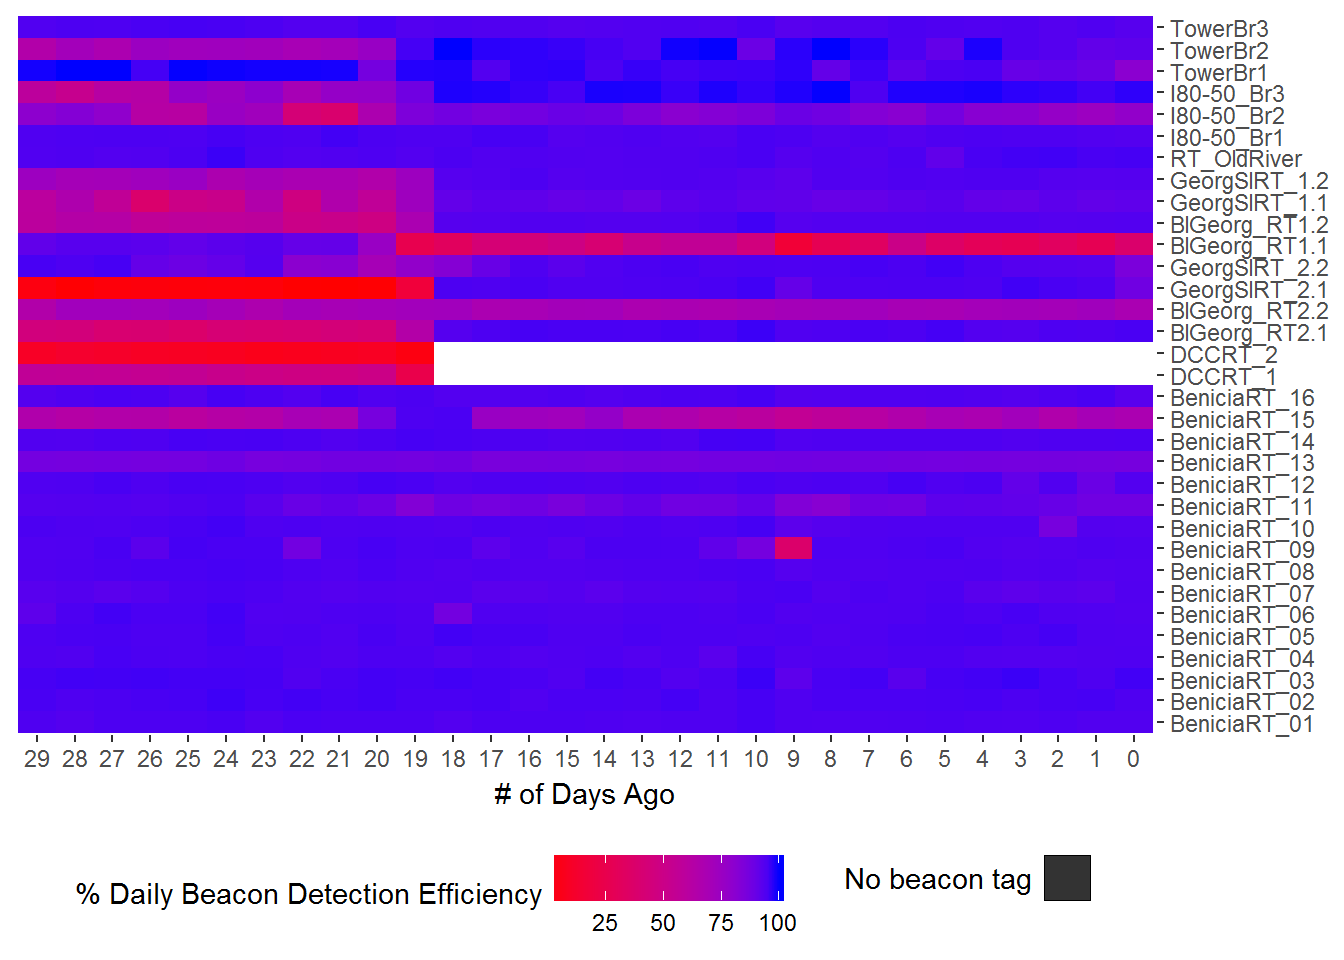 TowerBr3
TowerBr2
TowerBr1
I80-50_Br3
I80-50_Br2
I80-50_Br1
RT_OldRiver
GeorgSlRT_1.2
GeorgSlRT_1.1
BlGeorg_RT1.2
BlGeorg_RT1.1
GeorgSlRT_2.2
GeorgSlRT_2.1
BlGeorg_RT2.2
BlGeorg_RT2.1
DCCRT_2
DCCRT_1
BeniciaRT_16
BeniciaRT_15
BeniciaRT_14
BeniciaRT_13
BeniciaRT_12
BeniciaRT_11
BeniciaRT_10
BeniciaRT_09
BeniciaRT_08
BeniciaRT_07
BeniciaRT_06
BeniciaRT_05
BeniciaRT_04
BeniciaRT_03
BeniciaRT_02
BeniciaRT_01
29 28 27 26 25 24 23 22 21 20 19 18 17 16 15 14 13 12 11 10 9 8 7 6 5 4 3 2 1 0
# of Days Ago
% Daily Beacon Detection Efficiency
25 50 75 100
No beacon tag